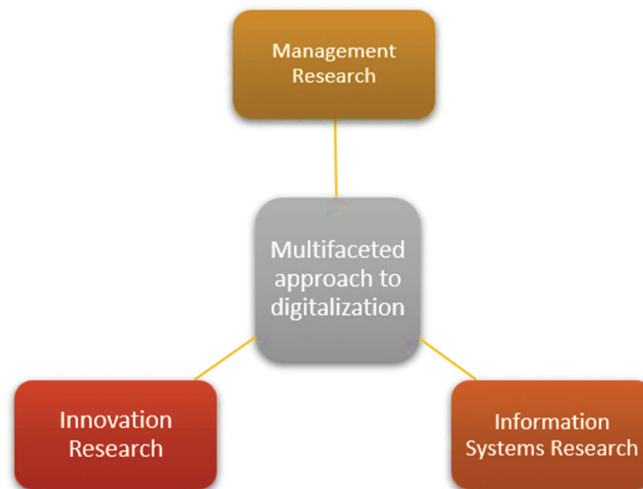 Management
Research
Multifaceted
approach to
digitalization
Innovation
Research
Information
Systems Research